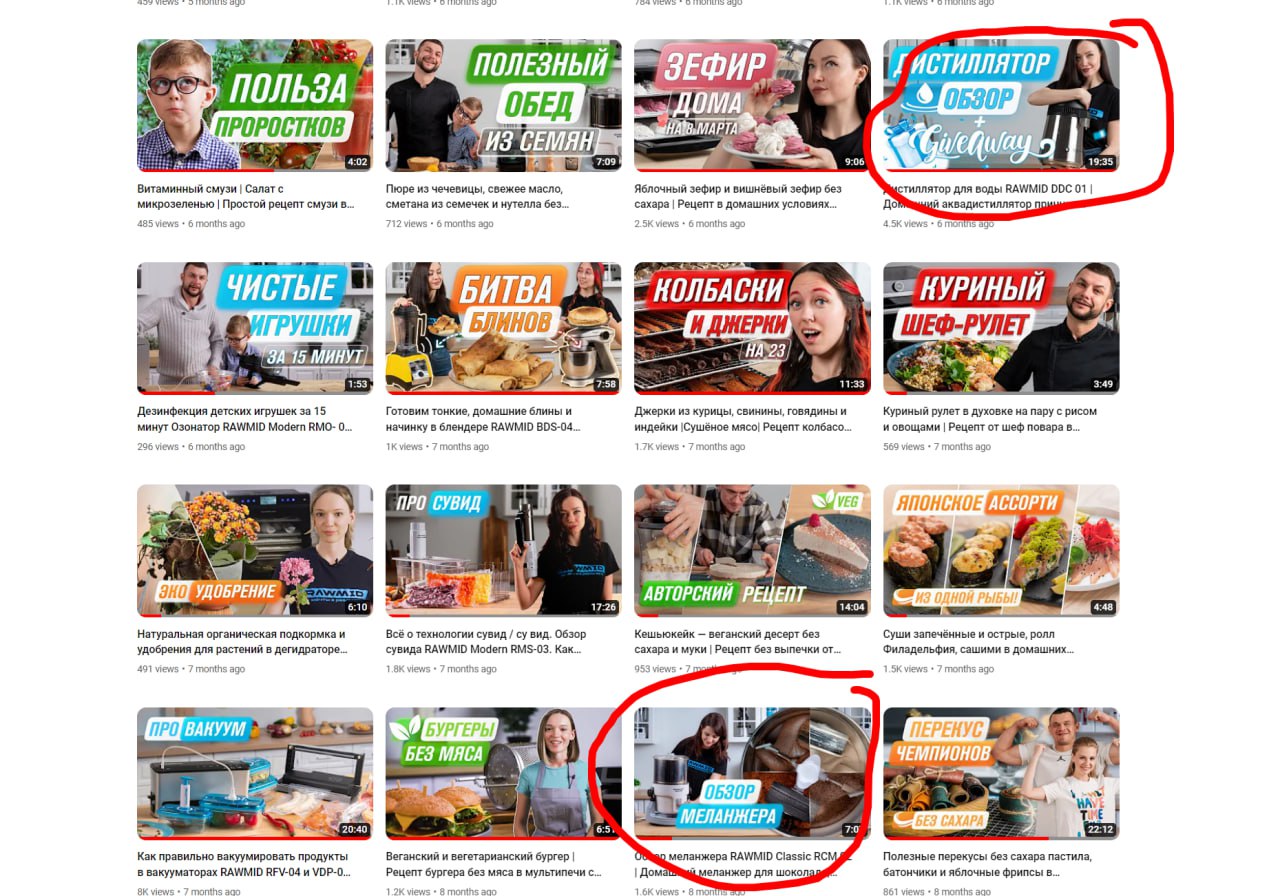 459 views • 5 months ago
1.1K views • 6 months ago
784 views • 6 months ago
1.1K views • 6 months ago
ПОЛЬЗА
ПРОРОСТКОВ
4:02
ПОЛЕЗНЫЙ
ОБЕД
ИЗ СЕМЯН
7:09
ЗЕФИР
ДОМА
НА 8 МАРТА
9:06
ДИСТИЛЛЯТОР
ОБЗОР
+
GiveAway
19:35
Витаминный смузи | Салат с
микрозеленью | Простой рецепт смузи в...
485 views • 6 months ago
Пюре из чечевицы, свежее масло,
сметана из семечек и нутелла без...
712 views • 6 months ago
Яблочный зефир и вишнёвый зефир без
сахара | Рецепт в домашних условиях...
2.5K views • 6 months ago
Дистиллятор для воды RAWMID DDC 01 |
Домашний аквадистиллятор
4.5K views • 6 months ago
ЧИСТЫЕ
ИГРУШКИ
ЗА 15 МИНУТ
1:53
БИТВА
БЛИНОВ
7:58
КОЛБАСКИ
И ДЖЕРКИ
НА 23
11:33
КУРИНЫЙ
ШЕФ-РУЛЕТ
3:49
Дезинфекция детских игрушек за 15
минут Озонатор RAWMID Modern RMO- 0...
296 views • 6 months ago
Готовим тонкие, домашние блины и
начинку в блендере RAWMID BDS-04...
1K views • 7 months ago
Джерки из курицы, свинины, говядины и
индейки |Сушёное мясо| Рецепт колбасо...
1.7K views • 7 months ago
Куриный рулет в духовке на пару с рисом
и овощами | Рецепт от шеф повара в...
569 views • 7 months ago
ЭКО УДОБРЕНИЕ
RAWMID
6:10
ПРО СУВИД
17:26
VEG
АВТОРСКИЙ РЕЦЕПТ
14:04
ЯПОНСКОЕ АССОРТИ
ИЗ ОДНОЙ РЫБЫ!
4:48
Натуральная органическая подкормка и
удобрения для растений в дегидраторе...
491 views • 7 months ago
Всё о технологии сувид / су вид. Обзор
сувида RAWMID Modern RMS-03. Как...
1.8K views • 7 months ago
Кешьюкейк — веганский десерт без
сахара и муки | Рецепт без выпечки от...
953 views • 7 months ago
Суши запечённые и острые, ролл
Филадельфия, сашими в домашних...
1.5K views • 7 months ago
ПРО ВАКУУМ
20:40
БУРГЕРЫ
БЕЗ МЯСА
ОБЗОР
МЕЛАНЖЕРА
ПЕРЕКУС
ЧЕМПИОНОВ
БЕЗ САХАРА
HAVE
TIME
22:12
Как правильно вакуумировать продукты
в вакууматорах RAWMID RFV-04 и VDP-0...
8K views • 7 months ago
Веганский и вегетарианский бургер |
Рецепт бургера без мяса в мультипечи с...
1.2K views • 8 months ago
Обзор меланжера RAWMID Classic
| Домашний меланжер для
1.6K views • 8 months ago
Полезные перекусы без сахара пастила,
батончики и яблочные фрипсы в...
861 views • 8 months ago